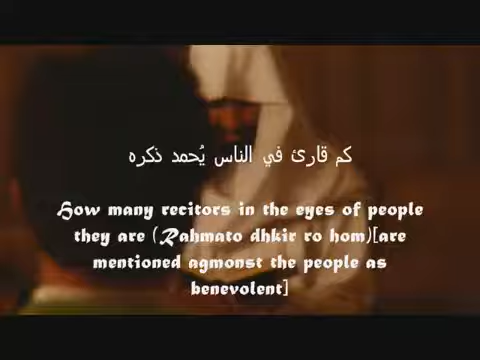 كم قارئ في الناس يُحمد ذكره
How many recitors in the eyes of people
they are (Rahmato dhkir ro hom)[are
mentioned agmonst the people as
benevolent]